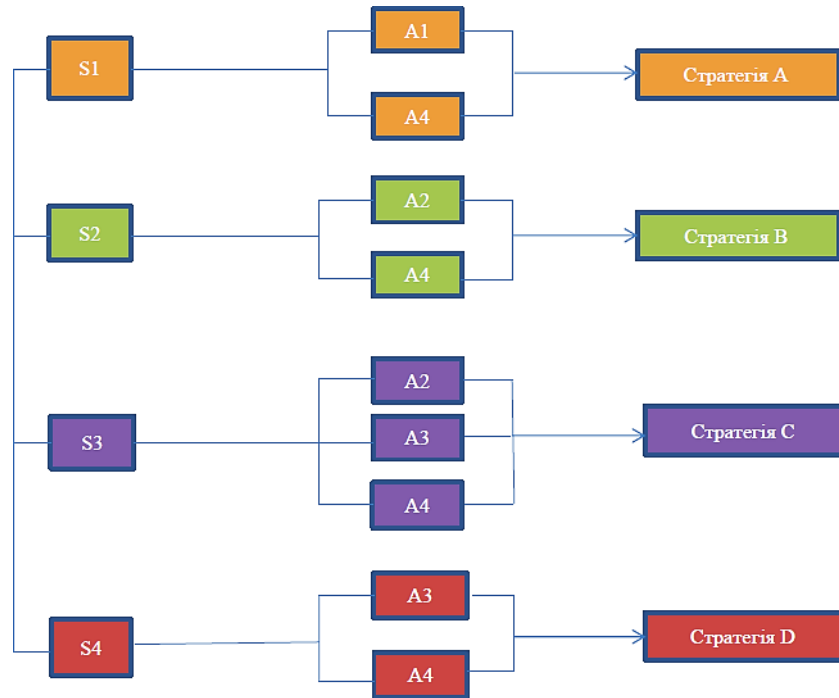 S1
A1
A4
Стратегія A
S2
A2
A4
Стратегія B
S3
A2
A3
A4
Стратегія C
S4
A3
A4
Стратегія D